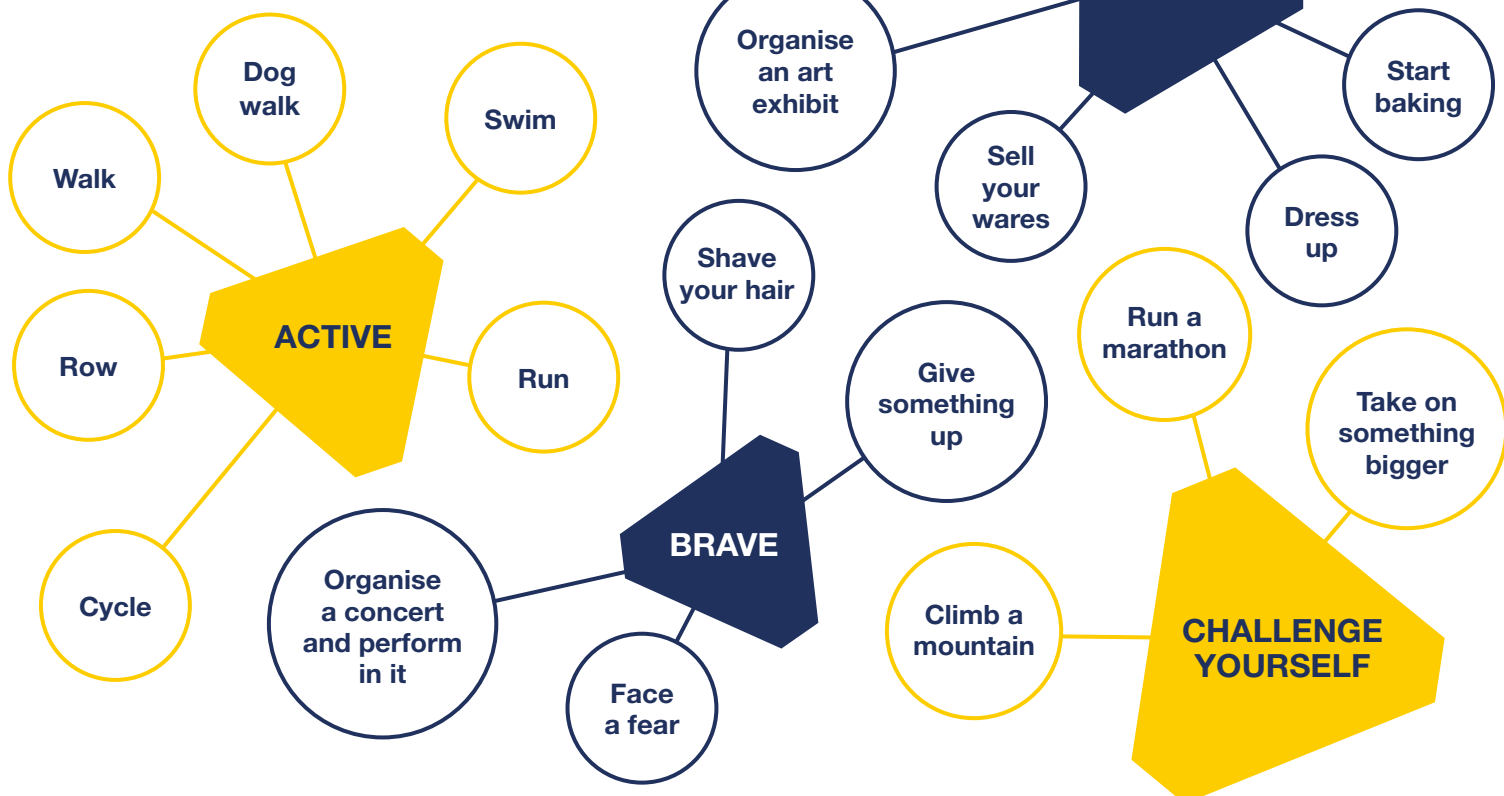 Dog
walk
Swim
Walk
ACTIVE
Row
Run
Cycle
Organise
an art
exhibit
Start
baking
Sell
your
wares
Dress
up
Shave
your hair
Give
something
up
BRAVE
Organise
a concert
and perform
in it
Face
a fear
Run a
marathon
Take on
something
bigger
Climb a
mountain
CHALLENGE
YOURSELF